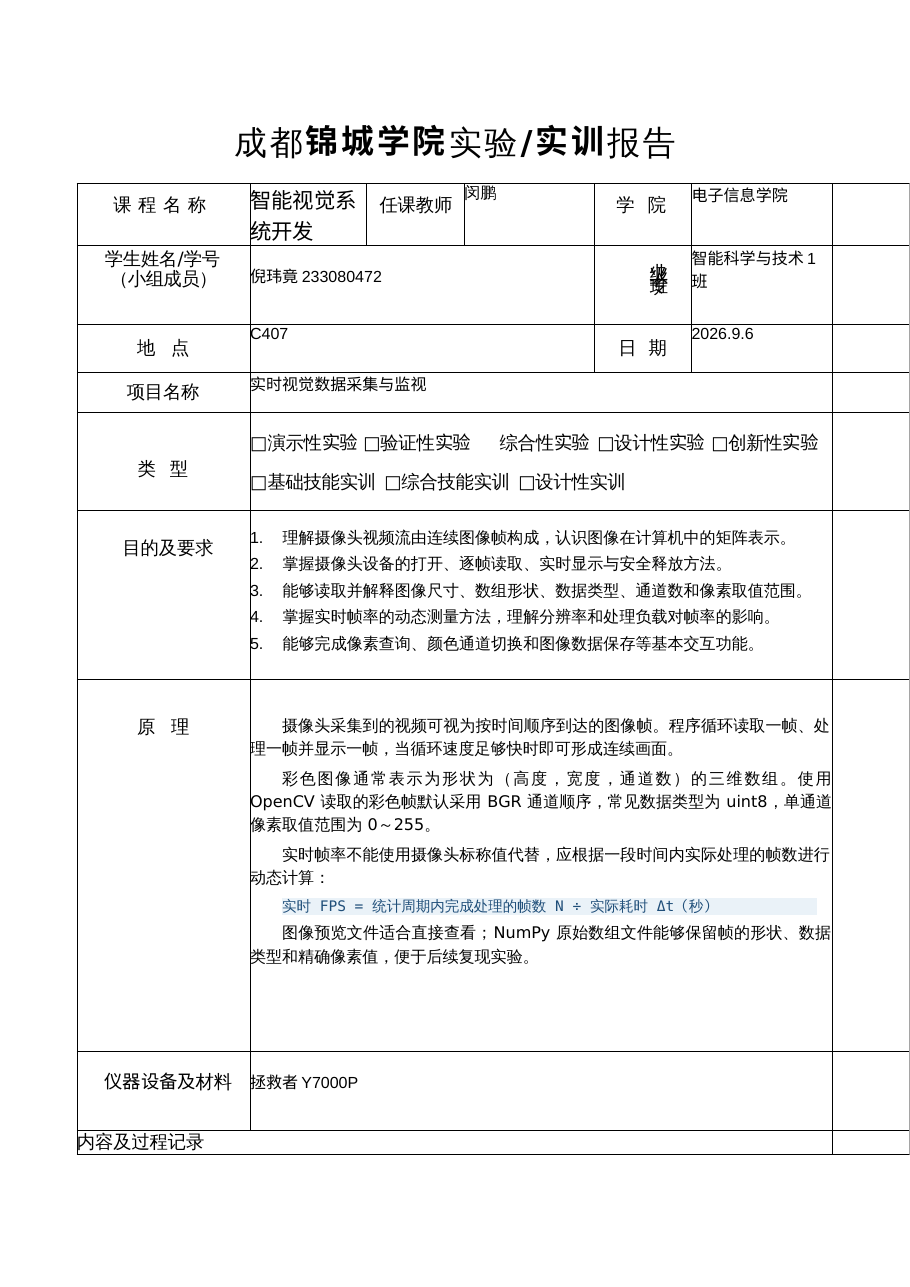 成都锦城学院实验/实训报告
课 程 名 称 智能视觉系统开发 任课教师 闵鹏 学 院 电子信息学院
学生姓名/学号
（小组成员） 倪玮竟 233080472 智能科学与技术 1 班
地 点 C407 日 期 2026.9.6
项目名称 实时视觉数据采集与监视
类 型
□演示性实验 □验证性实验 综合性实验 □设计性实验 □创新性实验
□基础技能实训 □综合技能实训 □设计性实训
目的及要求
1. 理解摄像头视频流由连续图像帧构成，认识图像在计算机中的矩阵表示。
2. 掌握摄像头设备的打开、逐帧读取、实时显示与安全释放方法。
3. 能够读取并解释图像尺寸、数组形状、数据类型、通道数和像素取值范围。
4. 掌握实时帧率的动态测量方法，理解分辨率和处理负载对帧率的影响。
5. 能够完成像素查询、颜色通道切换和图像数据保存等基本交互功能。
原 理
摄像头采集到的视频可视为按时间顺序到达的图像帧。程序循环读取一帧、处
理一帧并显示一帧，当循环速度足够快时即可形成连续画面。
彩色图像通常表示为形状为（高度，宽度，通道数）的三维数组。使用
OpenCV 读取的彩色帧默认采用 BGR 通道顺序，常见数据类型为 uint8，单通道
像素取值范围为 0～255。
实时帧率不能使用摄像头标称值代替，应根据一段时间内实际处理的帧数进行
动态计算：
实时 FPS = 统计周期内完成处理的帧数 N ÷ 实际耗时 Δt（秒）
图像预览文件适合直接查看；NumPy 原始数组文件能够保留帧的形状、数据
类型和精确像素值，便于后续复现实验。
仪器设备及材料 拯救者 Y7000P
内容及过程记录